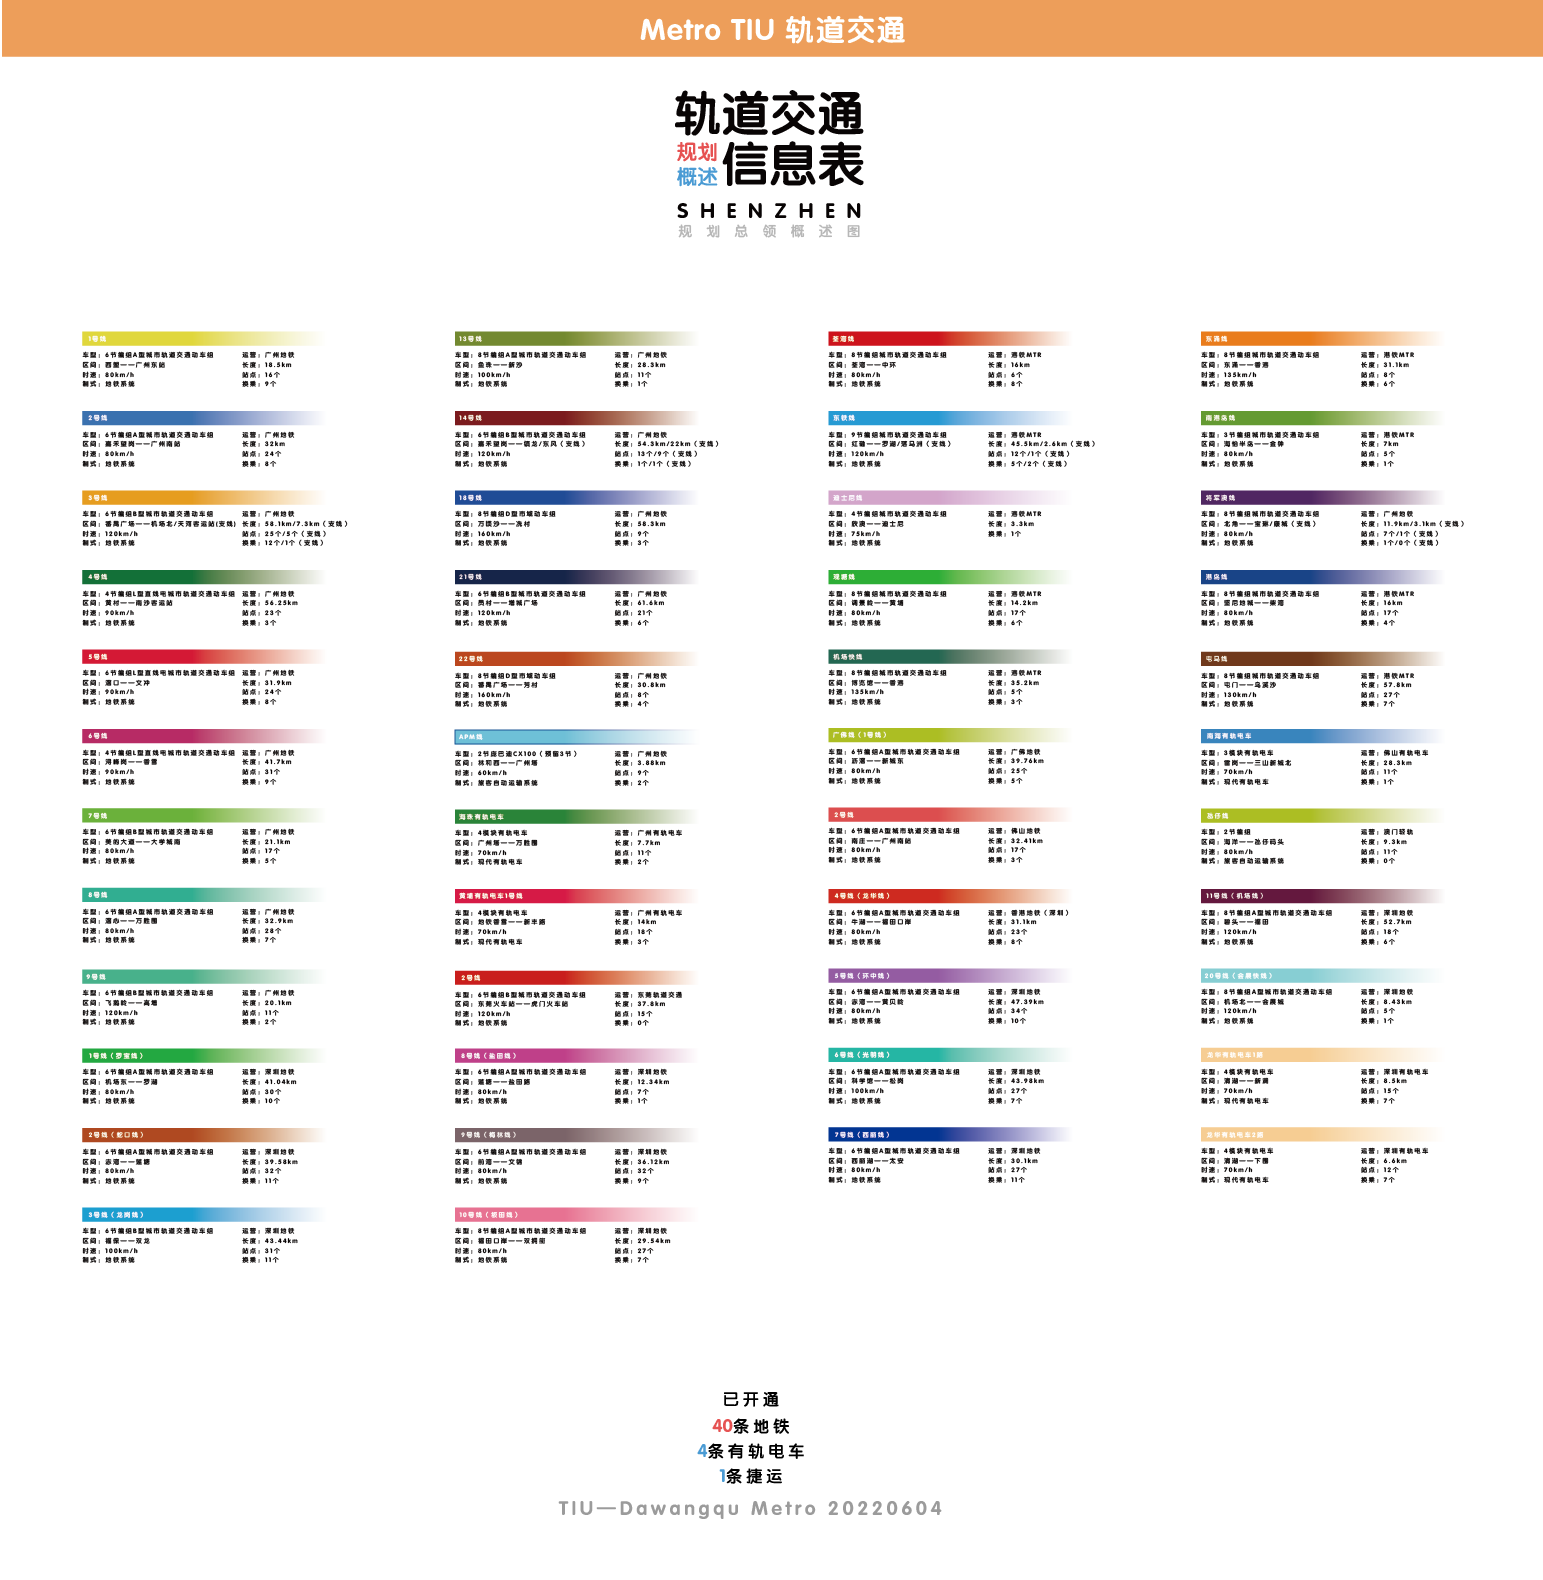 Metro TIU 轨道交通
轨道交通
规划
概述
信息表
SHENZHEN
规划总领概述图
1号线
车型：6节编组A型城市轨道交通动车组 运营：广州地铁
区间：西塱——广州东站 长度：18.5km
时速：80km/h 站点：16个
制式：地铁系统 换乘：9个
2号线
车型：6节编组A型城市轨道交通动车组 运营：广州地铁
区间：嘉禾望岗——广州南站 长度：32km
时速：80km/h 站点：24个
制式：地铁系统 换乘：8个
3号线
车型：6节编组B型城市轨道交通动车组 运营：广州地铁
区间：番禺广场——机场北/天河客运站(支线) 长度：58.1km/7.3km（支线）
时速：120km/h 站点：25个/5个（支线）
制式：地铁系统 换乘：12个/1个（支线）
4号线
车型：4节编组L型直线电城市轨道交通动车组 运营：广州地铁
区间：黄村——南沙客运站 长度：56.25km
时速：90km/h 站点：23个
制式：地铁系统 换乘：3个
5号线
车型：6节编组L型直线电城市轨道交通动车组 运营：广州地铁
区间：滘口——文冲 长度：31.9km
时速：90km/h 站点：24个
制式：地铁系统 换乘：8个
6号线
车型：4节编组L型直线电城市轨道交通动车组 运营：广州地铁
区间：浔峰岗——香雪 长度：41.7km
时速：90km/h 站点：31个
制式：地铁系统 换乘：9个
7号线
车型：6节编组B型城市轨道交通动车组 运营：广州地铁
区间：美的大道——大学城南 长度：21.1km
时速：80km/h 站点：17个
制式：地铁系统 换乘：5个
8号线
车型：6节编组A型城市轨道交通动车组 运营：广州地铁
区间：滘心——万胜围 长度：32.9km
时速：80km/h 站点：28个
制式：地铁系统 换乘：7个
9号线
车型：6节编组B型城市轨道交通动车组 运营：广州地铁
区间：飞鹅岭——高增 长度：20.1km
时速：120km/h 站点：11个
制式：地铁系统 换乘：2个
1号线（罗宝线）
车型：6节编组A型城市轨道交通动车组 运营：深圳地铁
区间：机场东——罗湖 长度：41.04km
时速：80km/h 站点：30个
制式：地铁系统 换乘：10个
2号线（蛇口线）
车型：6节编组A型城市轨道交通动车组 运营：深圳地铁
区间：赤湾——莲塘 长度：39.58km
时速：80km/h 站点：32个
制式：地铁系统 换乘：11个
3号线（龙岗线）
车型：6节编组B型城市轨道交通动车组 运营：深圳地铁
区间：福保——双龙 长度：43.44km
时速：100km/h 站点：31个
制式：地铁系统 换乘：11个
13号线
车型：8节编组A型城市轨道交通动车组 运营：广州地铁
区间：鱼珠——新沙 长度：28.3km
时速：100km/h 站点：11个
制式：地铁系统 换乘：1个
14号线
车型：6节编组B型城市轨道交通动车组 运营：广州地铁
区间：嘉禾望岗——镇龙/东风（支线） 长度：54.3km/22km（支线）
时速：120km/h 站点：13个/9个（支线）
制式：地铁系统 换乘：1个/1个（支线）
18号线
车型：8节编组D型市域动车组 运营：广州地铁
区间：万顷沙——冼村 长度：58.3km
时速：160km/h 站点：9个
制式：地铁系统 换乘：3个
21号线
车型：6节编组B型城市轨道交通动车组 运营：广州地铁
区间：员村——增城广场 长度：61.6km
时速：120km/h 站点：21个
制式：地铁系统 换乘：6个
22号线
车型：8节编组D型市域动车组 运营：广州地铁
区间：番禺广场——芳村 长度：30.8km
时速：160km/h 站点：8个
制式：地铁系统 换乘：4个
APM线
车型：2节庞巴迪CX100（预留3节） 运营：广州地铁
区间：林和西——广州塔 长度：3.88km
时速：60km/h 站点：9个
制式：旅客自动运输系统 换乘：2个
海珠有轨电车
车型：4模块有轨电车 运营：广州有轨电车
区间：广州塔——万胜围 长度：7.7km
时速：70km/h 站点：11个
制式：现代有轨电车 换乘：2个
黄埔有轨电车1号线
车型：4模块有轨电车 运营：广州有轨电车
区间：地铁香雪——新丰路 长度：14km
时速：70km/h 站点：18个
制式：现代有轨电车 换乘：3个
2号线
车型：6节编组B型城市轨道交通动车组 运营：东莞轨道交通
区间：东莞火车站——虎门火车站 长度：37.8km
时速：120km/h 站点：15个
制式：地铁系统 换乘：0个
8号线（盐田线）
车型：6节编组A型城市轨道交通动车组 运营：深圳地铁
区间：莲塘——盐田路 长度：12.34km
时速：80km/h 站点：7个
制式：地铁系统 换乘：1个
9号线（梅林线）
车型：6节编组A型城市轨道交通动车组 运营：深圳地铁
区间：前湾——文锦 长度：36.12km
时速：80km/h 站点：32个
制式：地铁系统 换乘：9个
10号线（坂田线）
车型：8节编组A型城市轨道交通动车组 运营：深圳地铁
区间：福田口岸——双拥街 长度：29.54km
时速：80km/h 站点：27个
制式：地铁系统 换乘：7个
荃湾线
车型：8节编组城市轨道交通动车组 运营：港铁MTR
区间：荃湾——中环 长度：16km
时速：80km/h 站点：6个
制式：地铁系统 换乘：8个
东铁线
车型：9节编组城市轨道交通动车组 运营：港铁MTR
区间：红磡——罗湖/落马洲（支线） 长度：45.5km/2.6km（支线）
时速：120km/h 站点：12个/1个（支线）
制式：地铁系统 换乘：5个/2个（支线）
迪士尼线
车型：4节编组城市轨道交通动车组 运营：港铁MTR
区间：欣澳——迪士尼 长度：3.3km
时速：75km/h 换乘：1个
制式：地铁系统
观塘线
车型：8节编组城市轨道交通动车组 运营：港铁MTR
区间：调景岭——黄埔 长度：14.2km
时速：80km/h 站点：17个
制式：地铁系统 换乘：6个
机场快线
车型：8节编组城市轨道交通动车组 运营：港铁MTR
区间：博览馆——香港 长度：35.2km
时速：135km/h 站点：5个
制式：地铁系统 换乘：3个
广佛线（1号线）
车型：6节编组A型城市轨道交通动车组 运营：广佛地铁
区间：沥滘——新城东 长度：39.76km
时速：80km/h 站点：25个
制式：地铁系统 换乘：5个
2号线
车型：6节编组A型城市轨道交通动车组 运营：佛山地铁
区间：南庄——广州南站 长度：32.41km
时速：80km/h 站点：17个
制式：地铁系统 换乘：3个
4号线（龙华线）
车型：6节编组A型城市轨道交通动车组 运营：香港地铁（深圳）
区间：牛湖——福田口岸 长度：31.1km
时速：80km/h 站点：23个
制式：地铁系统 换乘：8个
5号线（环中线）
车型：6节编组A型城市轨道交通动车组 运营：深圳地铁
区间：赤湾——黄贝岭 长度：47.39km
时速：80km/h 站点：34个
制式：地铁系统 换乘：10个
6号线（光明线）
车型：6节编组A型城市轨道交通动车组 运营：深圳地铁
区间：科学馆——松岗 长度：43.98km
时速：100km/h 站点：27个
制式：地铁系统 换乘：7个
7号线（西丽线）
车型：6节编组A型城市轨道交通动车组 运营：深圳地铁
区间：西丽湖——太安 长度：30.1km
时速：80km/h 站点：27个
制式：地铁系统 换乘：11个
东涌线
车型：8节编组城市轨道交通动车组 运营：港铁MTR
区间：东涌——香港 长度：31.1km
时速：135km/h 站点：8个
制式：地铁系统 换乘：6个
南港岛线
车型：3节编组城市轨道交通动车组 运营：港铁MTR
区间：海怡半岛——金钟 长度：7km
时速：80km/h 站点：5个
制式：地铁系统 换乘：1个
将军澳线
车型：8节编组城市轨道交通动车组 运营：广州地铁
区间：北角——宝琳/康城（支线） 长度：11.9km/3.1km（支线）
时速：80km/h 站点：7个/1个（支线）
制式：地铁系统 换乘：1个/0个（支线）
港岛线
车型：8节编组城市轨道交通动车组 运营：港铁MTR
区间：坚尼地城——柴湾 长度：16km
时速：80km/h 站点：17个
制式：地铁系统 换乘：4个
屯马线
车型：8节编组城市轨道交通动车组 运营：港铁MTR
区间：屯门——乌溪沙 长度：57.8km
时速：130km/h 站点：27个
制式：地铁系统 换乘：7个
南海有轨电车
车型：3模块有轨电车 运营：佛山有轨电车
区间：雷岗——三山新城北 长度：28.3km
时速：70km/h 站点：11个
制式：现代有轨电车 换乘：1个
氹仔线
车型：2节编组 运营：澳门轻轨
区间：海洋——氹仔码头 长度：9.3km
时速：80km/h 站点：11个
制式：旅客自动运输系统 换乘：0个
11号线（机场线）
车型：8节编组A型城市轨道交通动车组 运营：深圳地铁
区间：碧头——福田 长度：52.7km
时速：120km/h 站点：18个
制式：地铁系统 换乘：6个
20号线（会展快线）
车型：8节编组A型城市轨道交通动车组 运营：深圳地铁
区间：机场北——会展城 长度：8.43km
时速：120km/h 站点：5个
制式：地铁系统 换乘：1个
龙华有轨电车1路
车型：4模块有轨电车 运营：深圳有轨电车
区间：清湖——新澜 长度：8.5km
时速：70km/h 站点：15个
制式：现代有轨电车 换乘：7个
龙华有轨电车2路
车型：4模块有轨电车 运营：深圳有轨电车
区间：清湖——下围 长度：6.6km
时速：70km/h 站点：12个
制式：现代有轨电车 换乘：7个
已开通
40条地铁
4条有轨电车
1条捷运
TIU—Dawangqu Metro 20220604